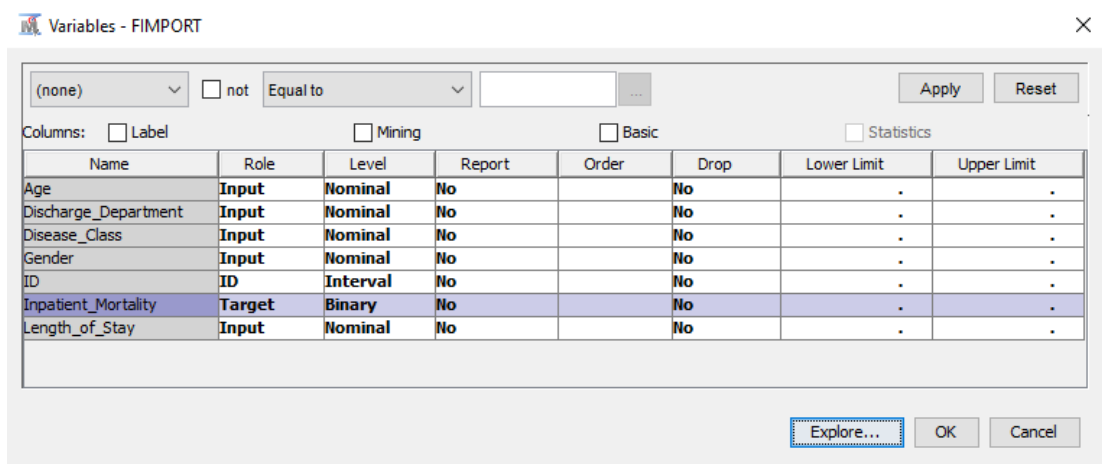 Variables - FIMPORT
(none) not Equal to ... Apply Reset
Columns: Label Mining Basic Statistics
Name Role Level Report Order Drop Lower Limit Upper Limit
Age Input Nominal No No . .
Discharge_Department Input Nominal No No . .
Disease_Class Input Nominal No No . .
Gender Input Nominal No No . .
ID ID Interval No No . .
Inpatient_Mortality Target Binary No No . .
Length_of_Stay Input Nominal No No . .
Explore... OK Cancel